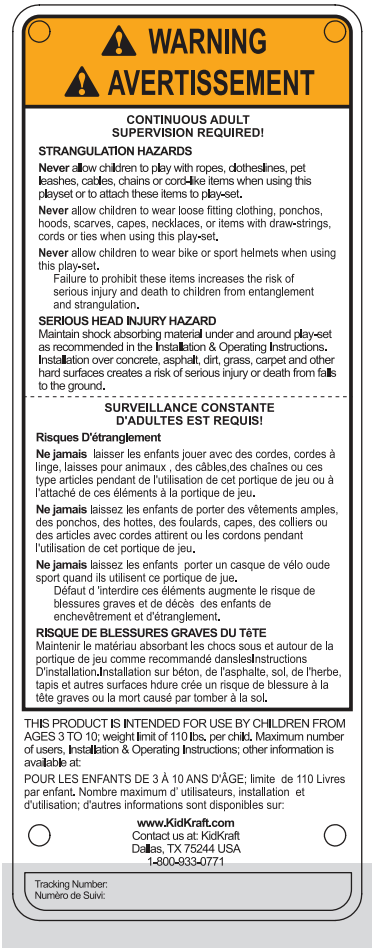 WARNING
AVERTISSEMENT
CONTINUOUS ADULT
SUPERVISION REQUIRED!
STRANGULATION HAZARDS
Never allow children to play with ropes, clotheslines, pet
leashes, cables, chains or cord-like items when using this
playset or to attach these items to play-set.
Never allow children to wear loose fitting clothing, ponchos,
hoods, scarves, capes, necklaces, or items with draw-strings,
cords or ties when using this play-set.
Never allow children to wear bike or sport helmets when using
this play-set.
Failure to prohibit these items increases the risk of
serious injury and death to children from entanglement
and strangulation.
SERIOUS HEAD INJURY HAZARD
Maintain shock absorbing material under and around play-set
as recommended in the Installation & Operating Instructions.
Installation over concrete, asphalt, dirt, grass, carpet and other
hard surfaces creates a risk of serious injury or death from falls
to the ground.
SURVEILLANCE CONSTANTE
D'ADULTES EST REQUIS!
Risques D'étranglement
Ne jamais laisser les enfants jouer avec des cordes, cordes à
linge, laisses pour animaux , des câbles,des chaînes ou ces
type articles pendant de l'utilisation de cet portique de jeu ou à
l'attaché de ces éléments à la portique de jeu.
Ne jamais laissez les enfants de porter des vêtements amples,
des ponchos, des hottes, des foulards, capes, des colliers ou
des articles avec cordes attirent ou les cordons pendant
l'utilisation de cet portique de jeu.
Ne jamais laissez les enfants porter un casque de vélo oude
sport quand ils utilisent ce portique de jue.
Défaut d 'interdire ces éléments augmente le risque de
blessures graves et de décès des enfants de
enchevêtrement et d'étranglement.
RISQUE DE BLESSURES GRAVES DU TêTE
Maintenir le matériau absorbant les chocs sous et autour de la
portique de jeu comme recommandé danslesInstructions
D'installation.Installation sur béton, de l'asphalte, sol, de l'herbe,
tapis et autres surfaces hdure crée un risque de blessure à la
tête graves ou la mort causé par tomber à la sol.
THIS PRODUCT IS INTENDED FOR USE BY CHILDREN FROM
AGES 3 TO 10; weight limit of 110 lbs. per child. Maximum number
of users, Installation & Operating Instructions; other information is
available at:
POUR LES ENFANTS DE 3 À 10 ANS D'ÂGE; limite de 110 Livres
par enfant. Nombre maximum d' utilisateurs, installation et
d'utilisation; d'autres informations sont disponibles sur:
www.KidKraft.com
Contact us at: KidKraft
Dallas, TX 75244 USA
1-800-933-0771
Tracking Number:
Numéro de Suivi: